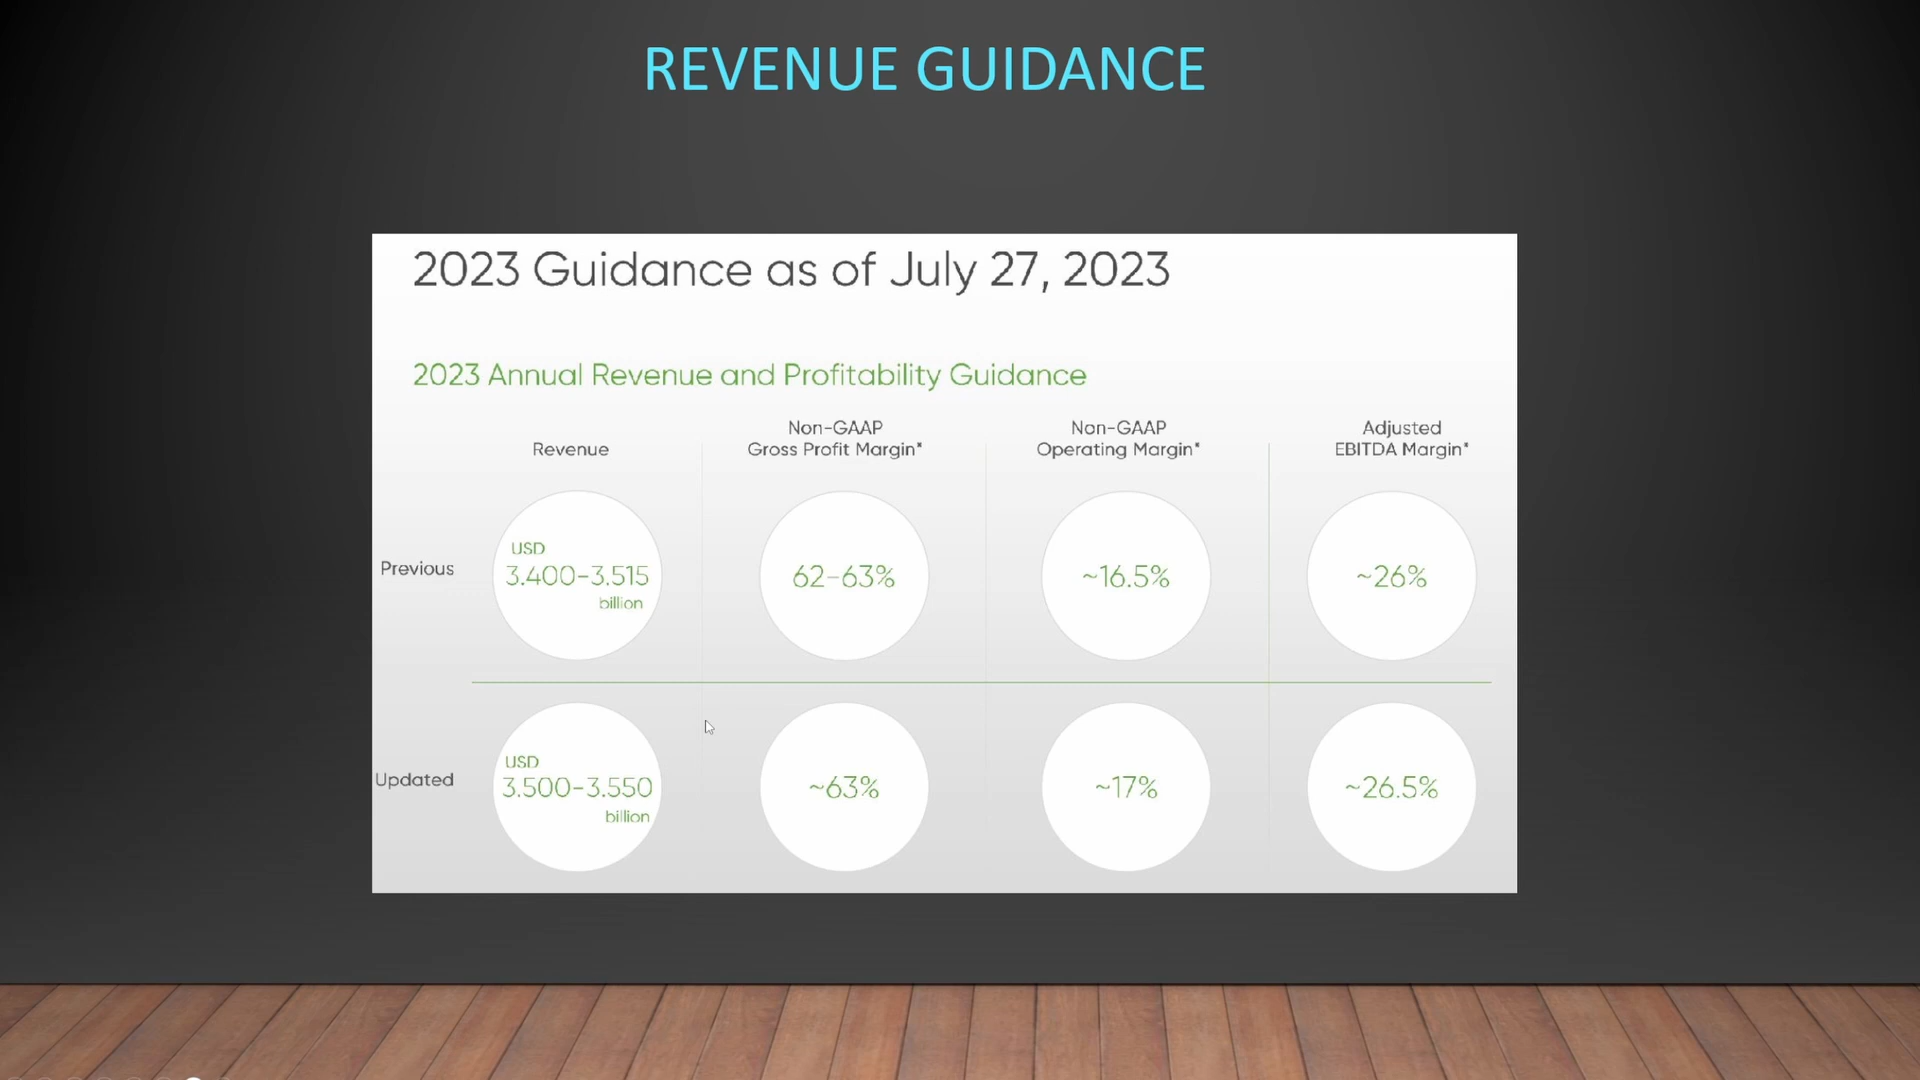 REVENUE GUIDANCE
2023 Guidance as of July 27, 2023
2023 Annual Revenue and Profitability Guidance
Revenue
Non-GAAP
Gross Profit Margin*
Non-GAAP
Operating Margin*
Adjusted
EBITDA Margin*
Previous
USD
3.400-3.515
billion
62-63%
~16.5%
~26%
Updated
USD
3.500-3.550
billion
~63%
~17%
~26.5%